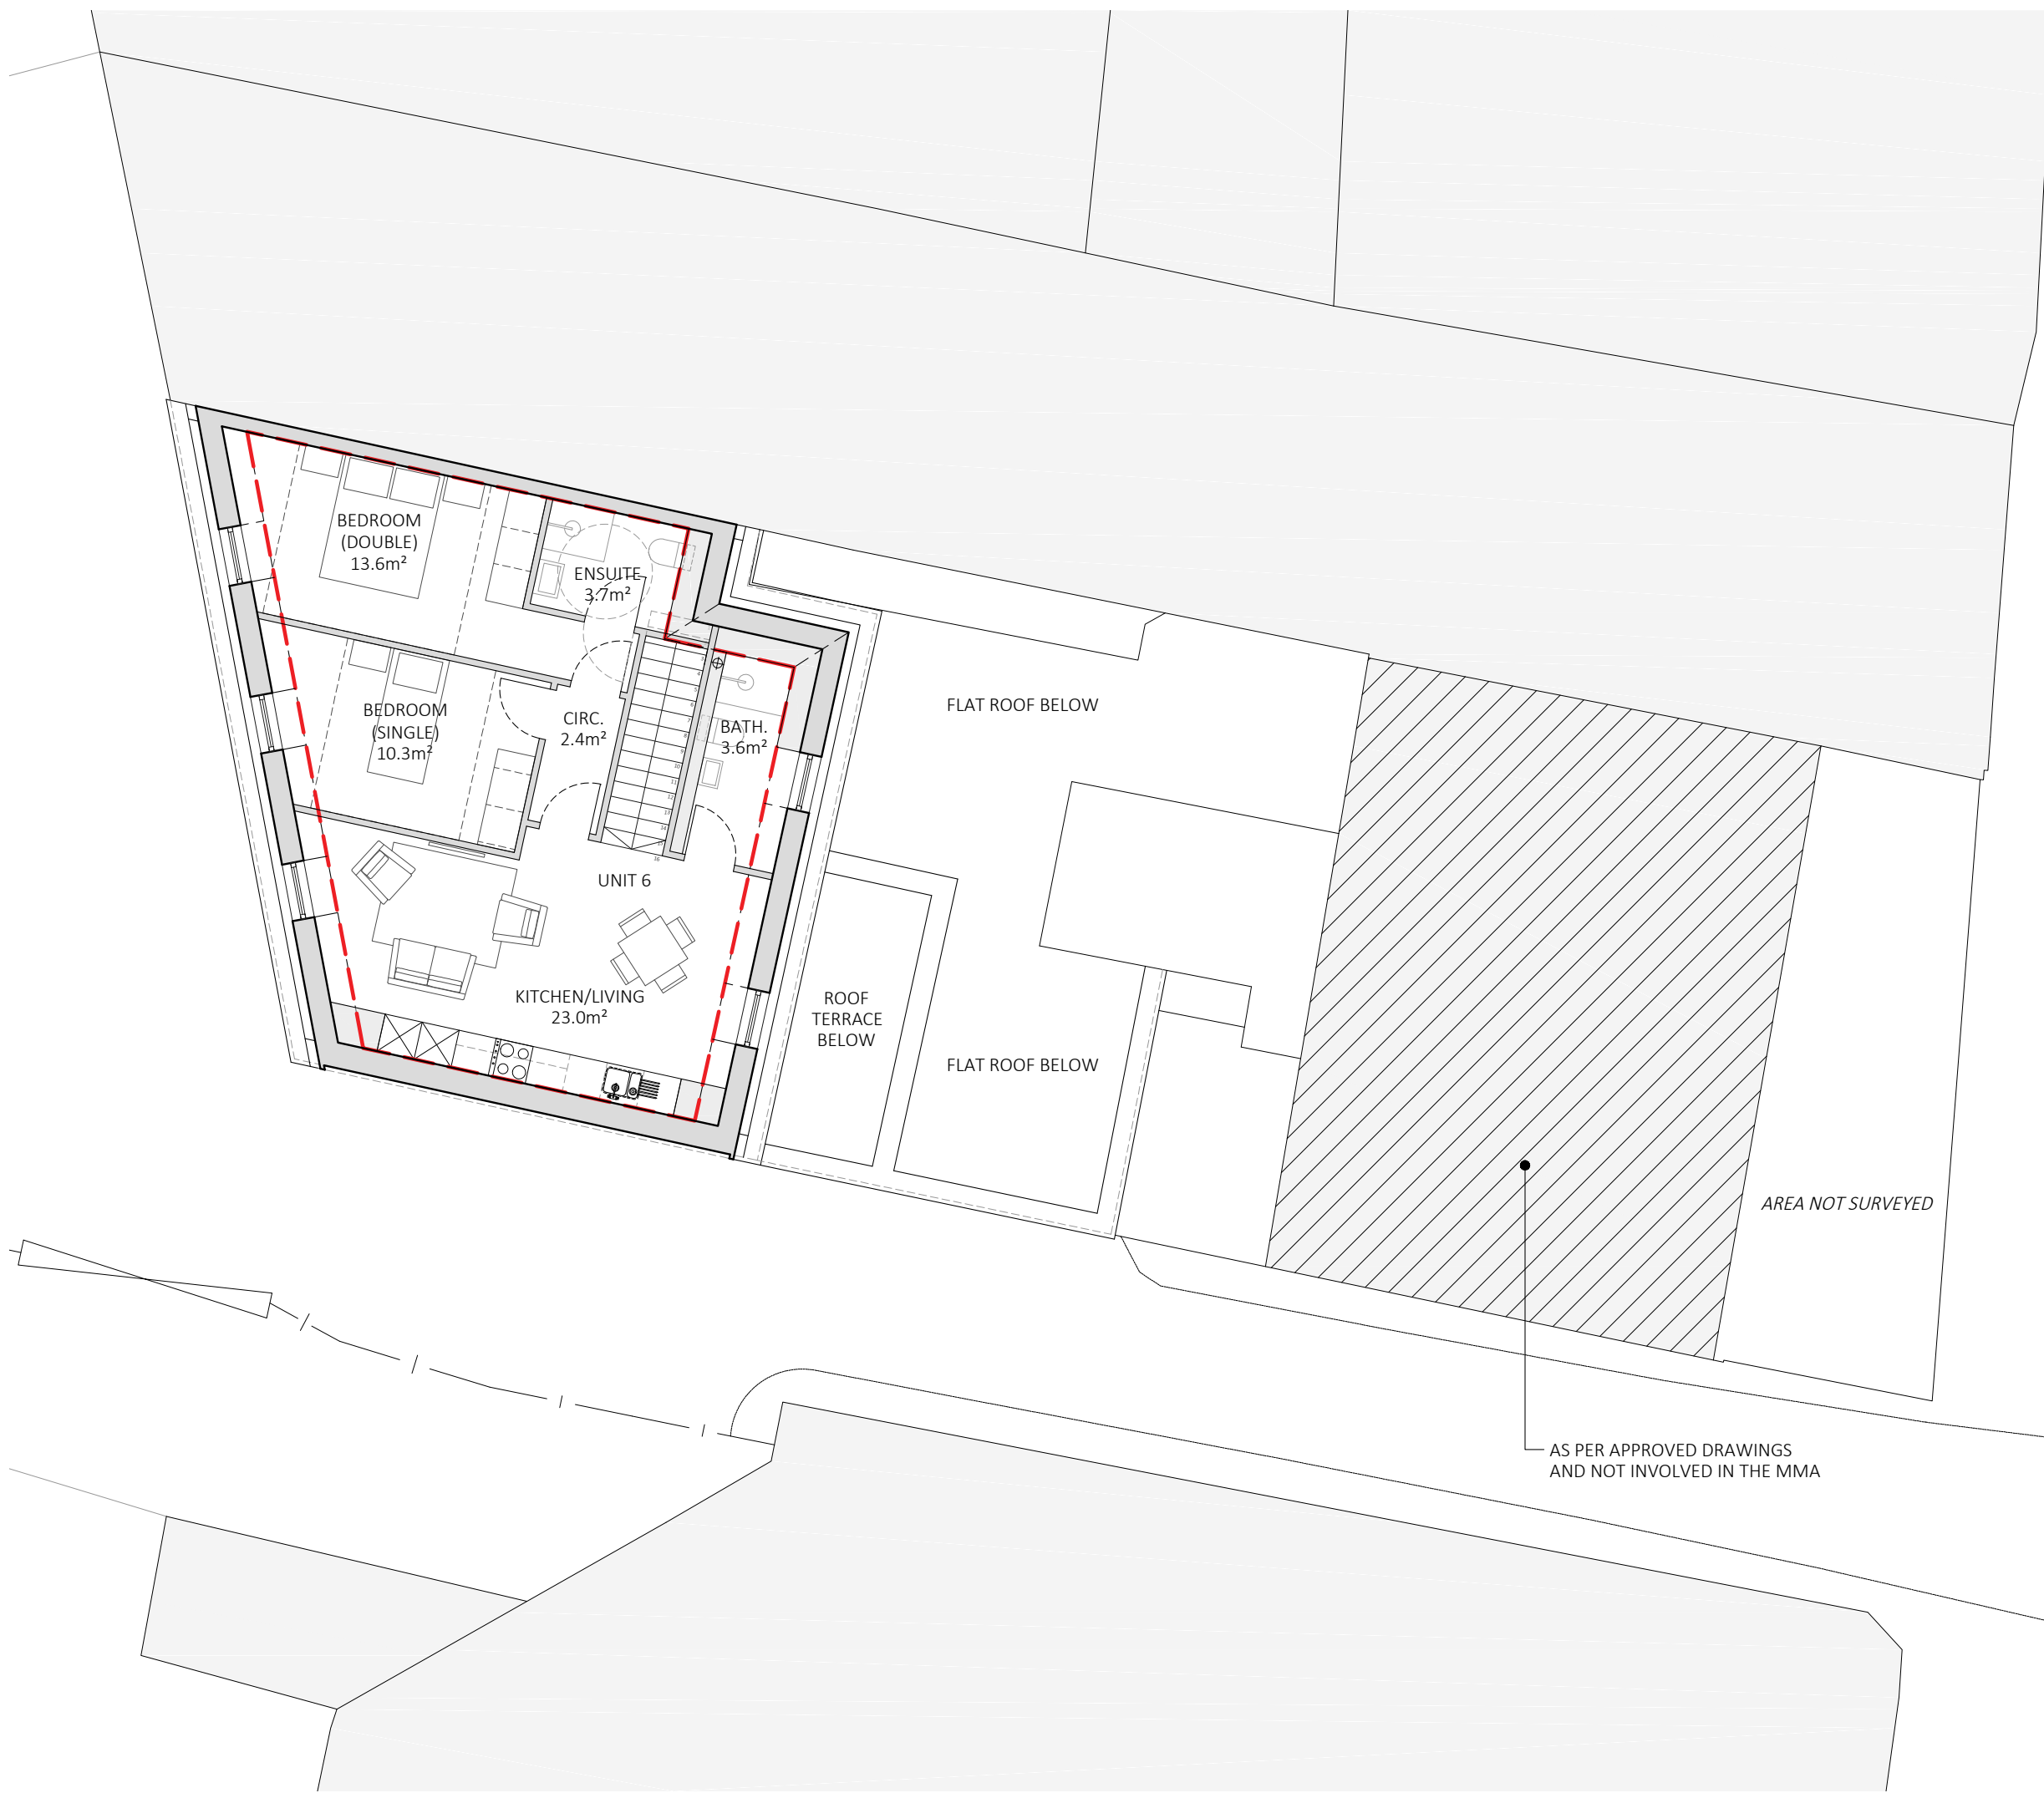 BEDROOM
(DOUBLE)
13.6m²
ENSUITE
3.7m²
BEDROOM
(SINGLE)
10.3m²
CIRC.
2.4m²
BATH.
3.6m²
UNIT 6
KITCHEN/LIVING
23.0m²
FLAT ROOF BELOW
ROOF
TERRACE
BELOW
FLAT ROOF BELOW
AREA NOT SURVEYED
AS PER APPROVED DRAWINGS
AND NOT INVOLVED IN THE MMA